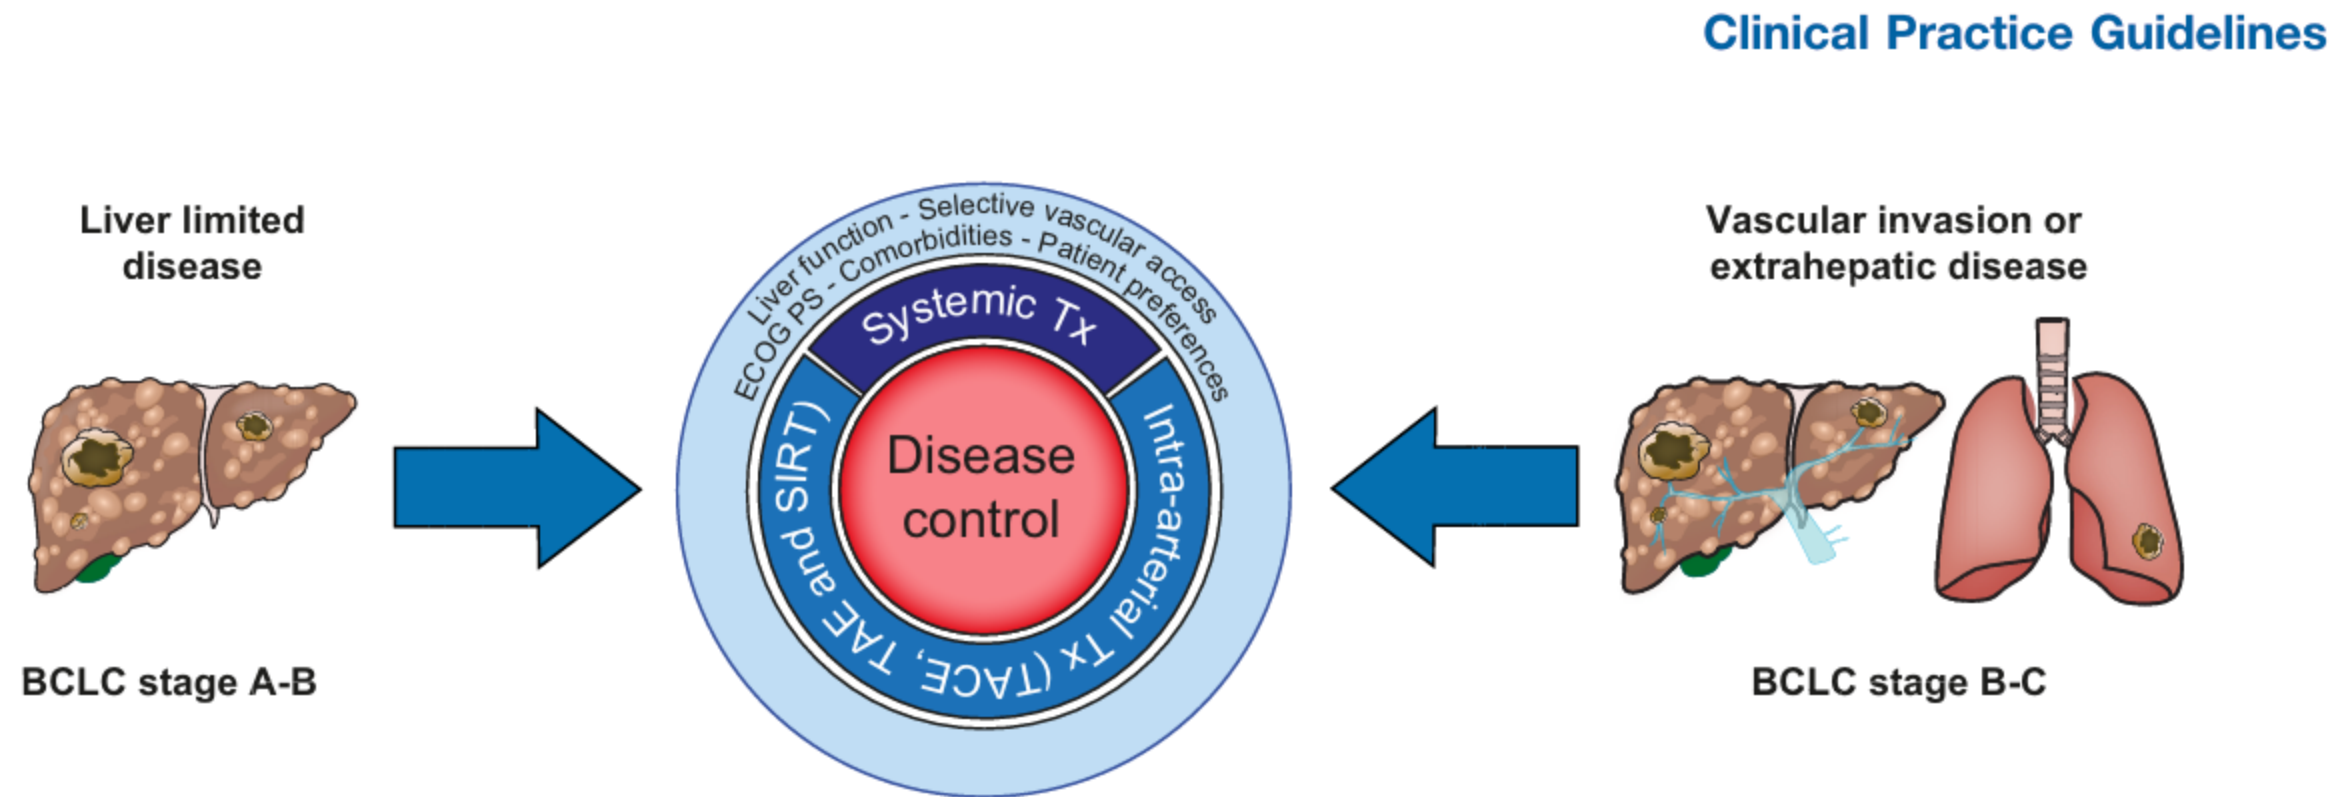 Clinical Practice Guidelines
Liver limited
disease
BCLC stage A-B
Liver function - Selective vascular access
ECOG PS - Comorbidities - Patient preferences
Systemic Tx
Intra-arterial Tx (TACE, TAE and SIRT)
Disease
control
Vascular invasion or
extrahepatic disease
BCLC stage B-C